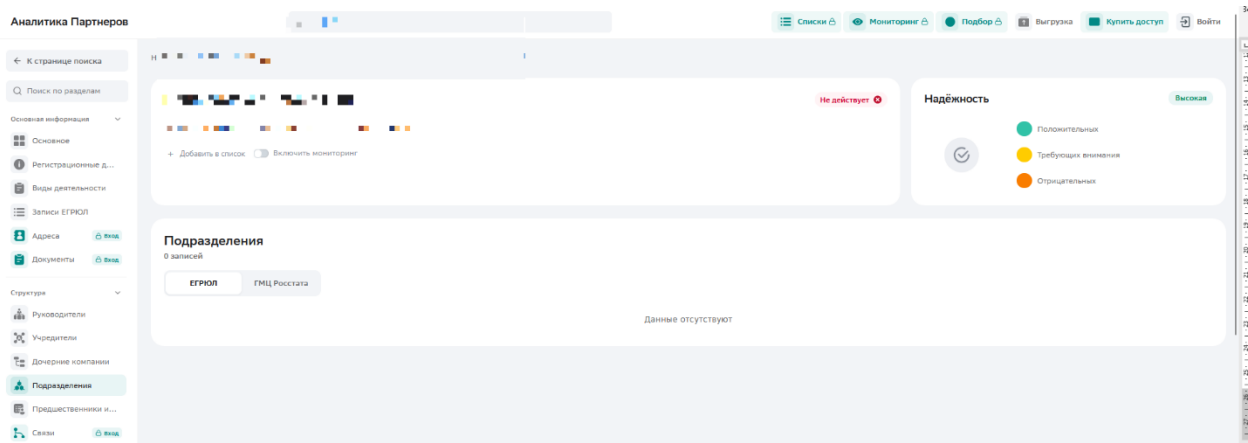 Аналитика Партнеров
Списки
Мониторинг
Подбор
Выгрузка
Купить доступ
Войти
К странице поиска
Поиск по разделам
Основная информация
Основное
Регистрационные д...
Виды деятельности
Записи ЕГРЮЛ
Адреса Вход
Документы Вход
Структура
Руководители
Учредители
Дочерние компании
Подразделения
Предшественники и...
Связи Вход
Не действует
+ Добавить в список Включить мониторинг
Надёжность Высокая
Положительных
Требующих внимания
Отрицательных
Подразделения
0 записей
ЕГРЮЛ ГМЦ Росстата
Данные отсутствуют